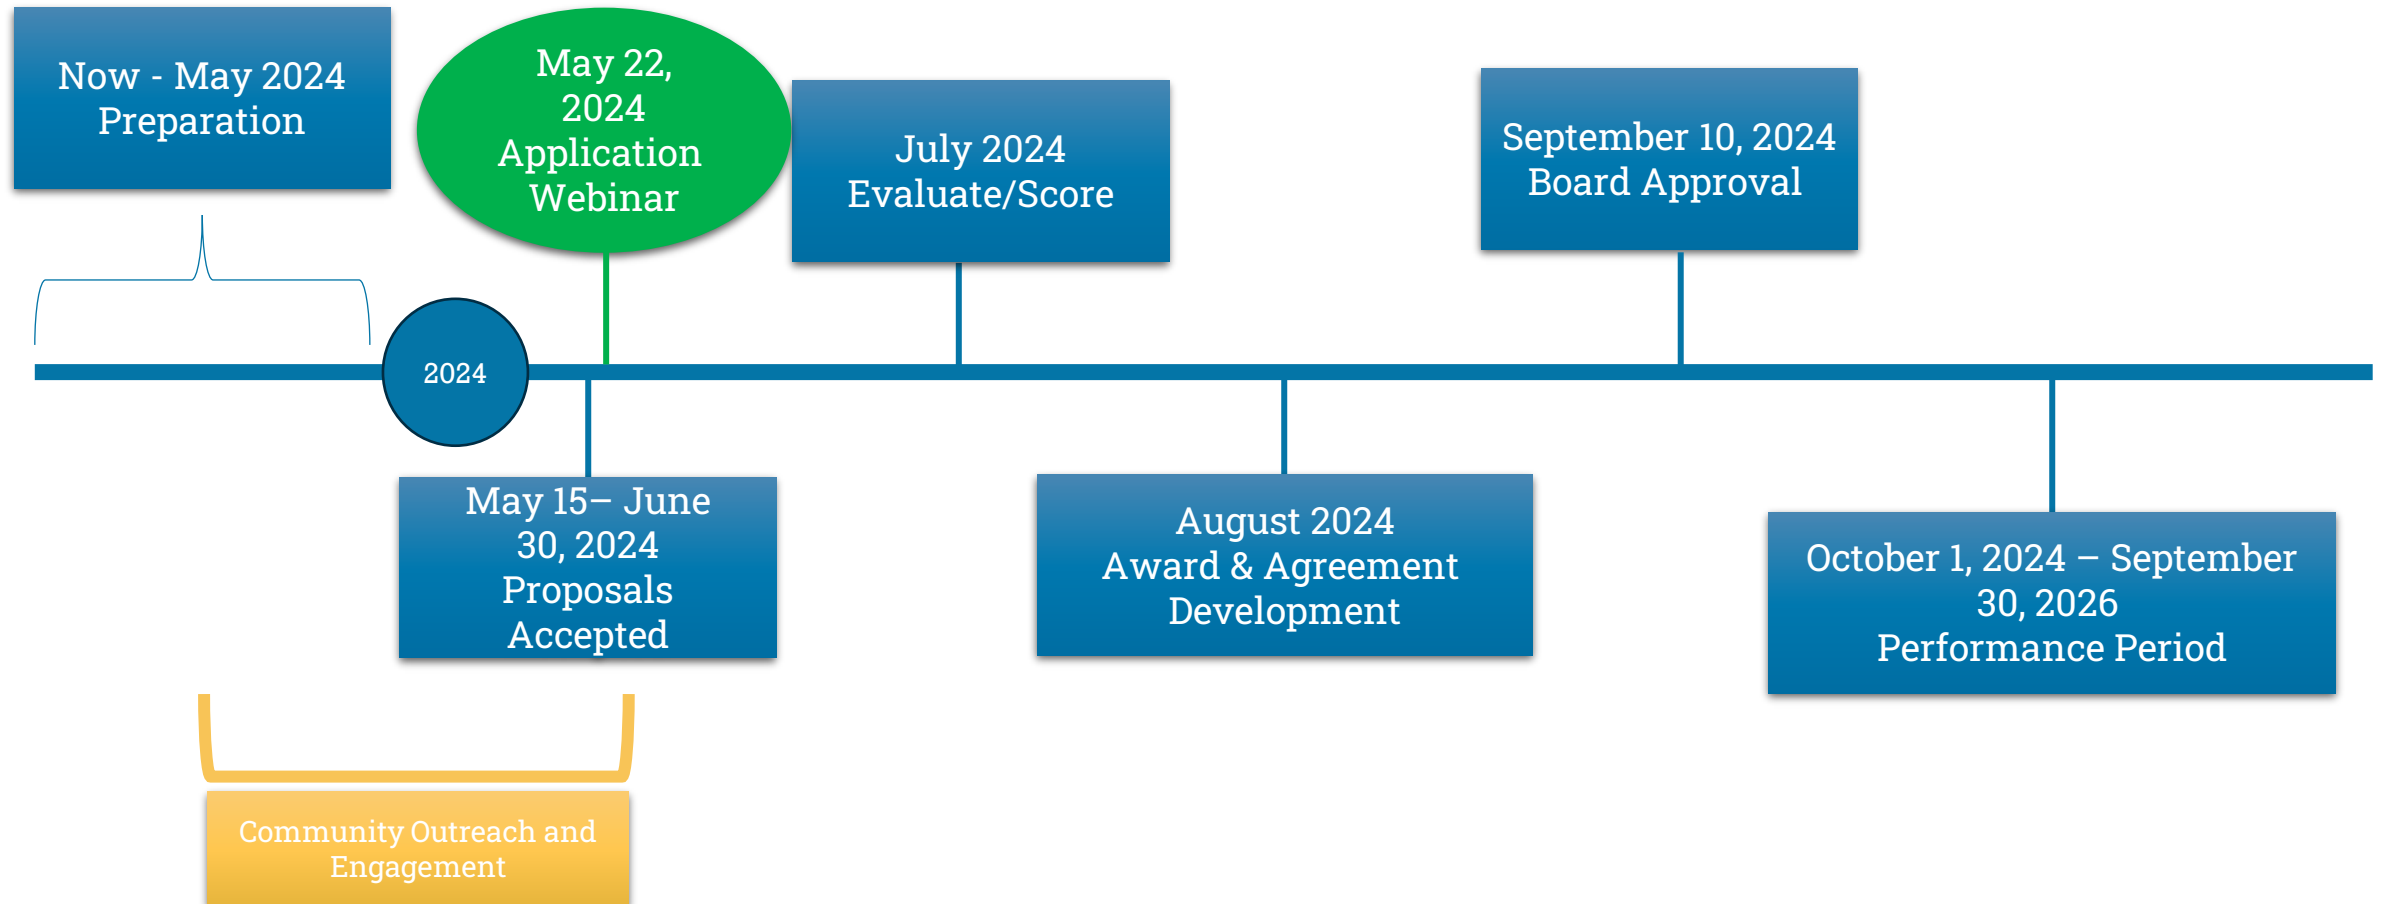 Now - May 2024
Preparation
May 22,
2024
Application
Webinar
July 2024
Evaluate/Score
September 10, 2024
Board Approval
2024
May 15– June
30, 2024
Proposals
Accepted
August 2024
Award & Agreement
Development
October 1, 2024 – September
30, 2026
Performance Period
Community Outreach and
Engagement